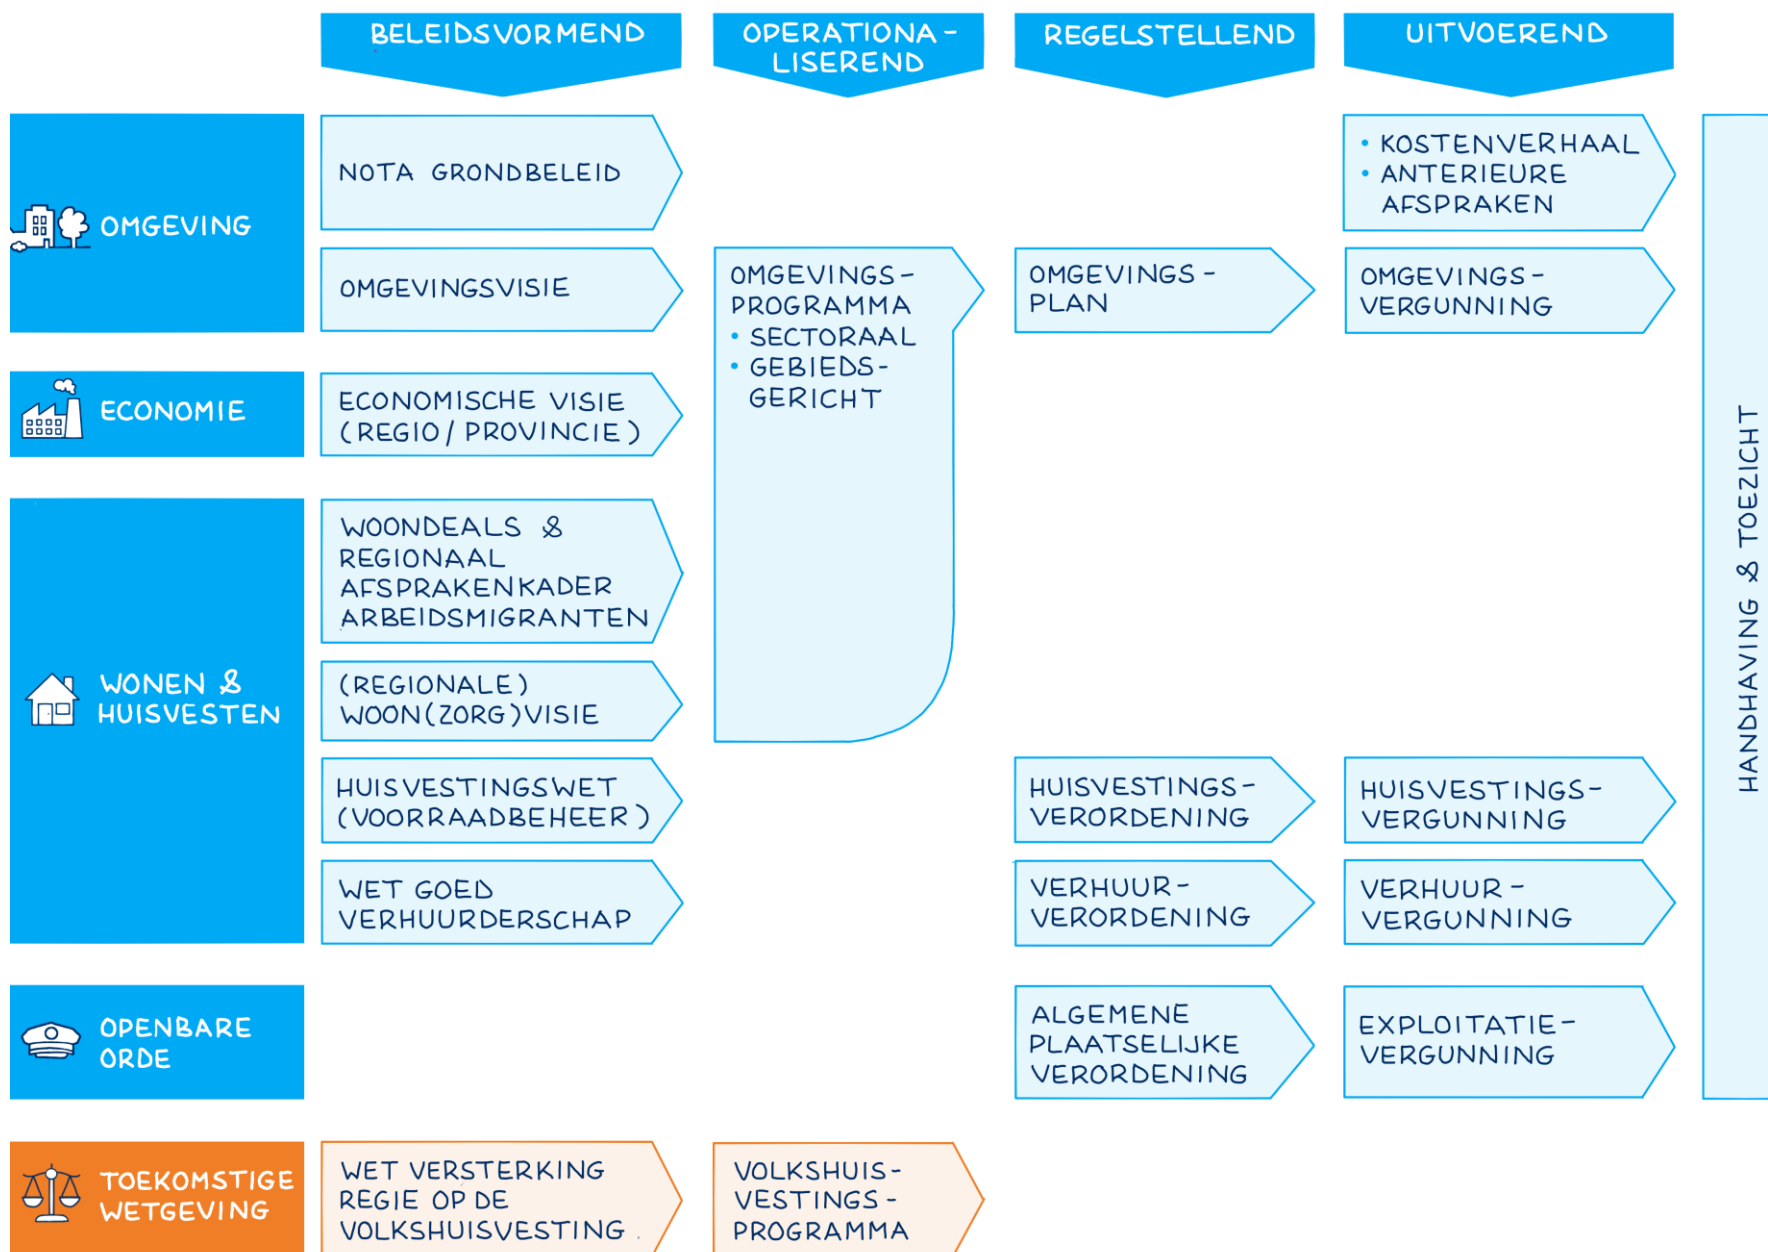 BELEIDSVORMEND
OPERATIONA-
LISEREND
REGELSTELLEND
UITVOEREND
OMGEVING
NOTA GRONDBELEID
• KOSTENVERHAAL
• ANTERIEURE
AFSPRAKEN
OMGEVINGSVISIE
OMGEVINGS-
PROGRAMMA
• SECTORAAL
• GEBIEDS-
GERICHT
OMGEVINGS-
PLAN
OMGEVINGS-
VERGUNNING
ECONOMIE
ECONOMISCHE VISIE
(REGIO/PROVINCIE)
WONEN &
HUISVESTEN
WOONDEALS &
REGIONAAL
AFSPRAKENKADER
ARBEIDSMIGRANTEN
(REGIONALE)
WOON(ZORG)VISIE
HUISVESTINGSWET
(VOORRAADBEHEER)
HUISVESTINGS-
VERORDENING
HUISVESTINGS-
VERGUNNING
WET GOED
VERHUURDERSCHAP
VERHUUR-
VERORDENING
VERHUUR-
VERGUNNING
OPENBARE
ORDE
ALGEMENE
PLAATSELIJKE
VERORDENING
EXPLOITATIE-
VERGUNNING
HANDHAVING & TOEZICHT
TOEKOMSTIGE
WETGEVING
WET VERSTERKING
REGIE OP DE
VOLKSHUISVESTING.
VOLKSHUIS-
VESTINGS-
PROGRAMMA